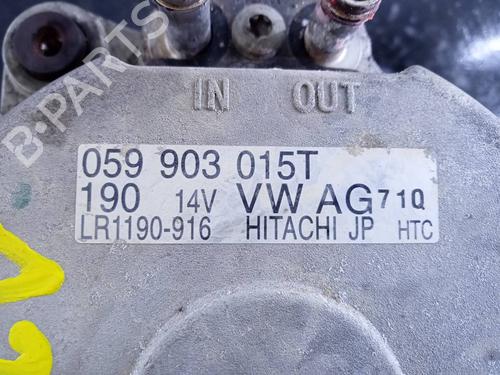 IN OUT
059 903 015T
190 14V VW AG 71Q
LR1190-916 HITACHI JP HTC
B-PARTS